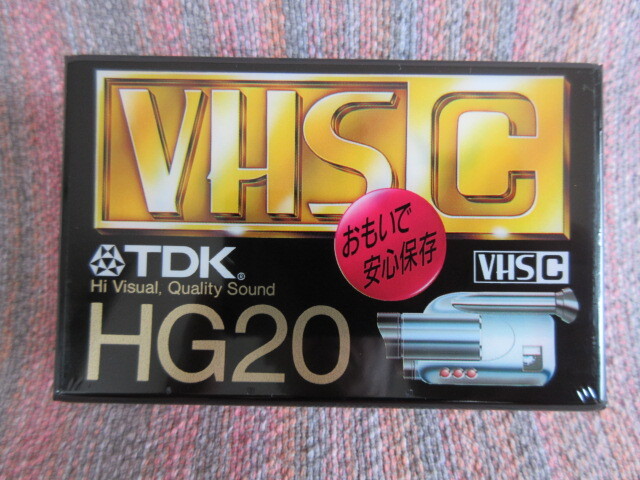 VHS C
おもいで
安心保存
TDK®
VHS C
Hi Visual, Quality Sound
HG20